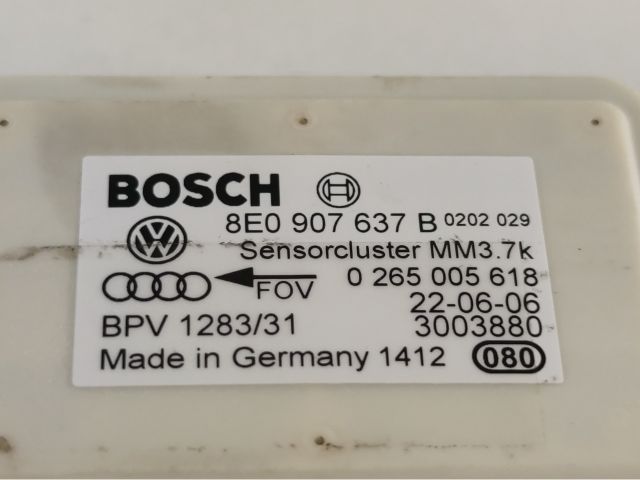 BOSCH
8E0 907 637 B 0202 029
Sensorcluster MM3.7k
FOV 0 265 005 618
22-06-06
BPV 1283/31 3003880
Made in Germany 1412 080